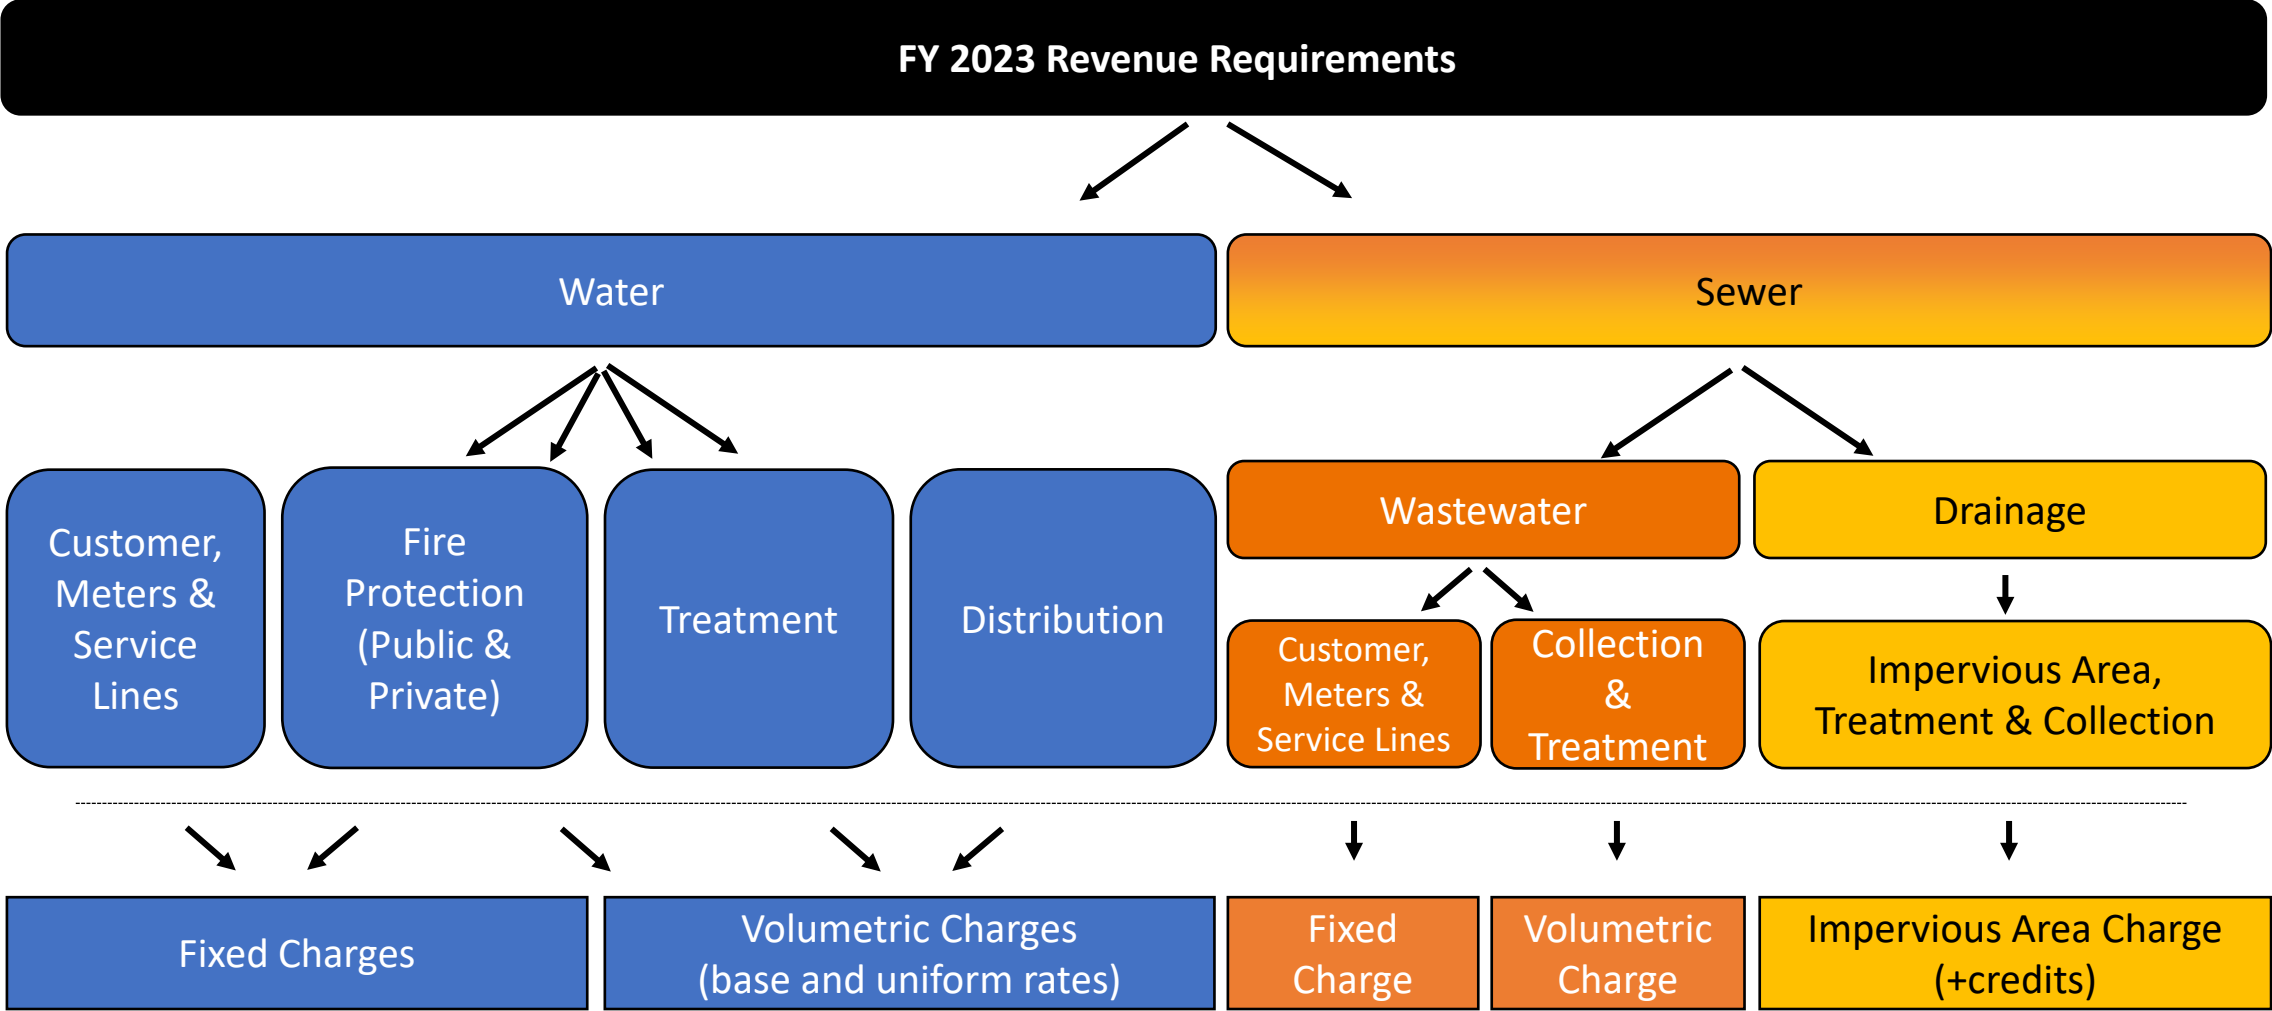 FY 2023 Revenue Requirements
Water
Sewer
Customer,
Meters &
Service
Lines
Fire
Protection
(Public &
Private)
Treatment
Distribution
Wastewater
Drainage
Customer,
Meters &
Service Lines
Collection
&
Treatment
Impervious Area,
Treatment & Collection
Fixed Charges
Volumetric Charges
(base and uniform rates)
Fixed
Charge
Volumetric
Charge
Impervious Area Charge
(+credits)